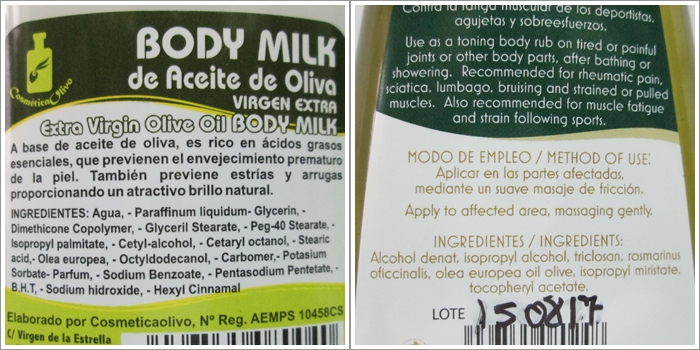 CosméticaOlivo
BODY MILK
de Aceite de Oliva
VIRGEN EXTRA
Extra Virgin Olive Oil BODY-MILK
A base de aceite de oliva, es rico en ácidos grasos
esenciales, que previenen el envejecimiento prematuro
de la piel. También previene estrías y arrugas
proporcionando un atractivo brillo natural.
INGREDIENTES: Agua, - Paraffinum liquidum- Glycerin, -
Dimethicone Copolymer, - Glyceril Stearate, - Peg-40 Stearate, -
Isopropyl palmitate, - Cetyl-alcohol, - Cetaryl octanol, - Stearic
acid,- Olea europea, - Octyldodecanol, - Carbomer,- Potasium
Sorbate- Parfum, - Sodium Benzoate, - Pentasodium Pentetate, -
B.H.T, - Sodium hidroxide, - Hexyl Cinnamal
Elaborado por Cosmeticaolivo, Nº Reg. AEMPS 10458CS
C/ Virgen de la Estrella
Contra la fatiga muscular de los deportistas,
agujetas y sobreesfuerzos.
Use as a toning body rub on tired or painful
joints or other body parts, after bathing or
showering. Recommended for rheumatic pain,
sciatica, lumbago, bruising and strained or pulled
muscles. Also recommended for muscle fatigue
and strain following sports.
MODO DE EMPLEO / METHOD OF USE:
Aplicar en las partes afectadas,
mediante un suave masaje de fricción.
Apply to affected area, massaging gently.
INGREDIENTES / INGREDIENTS:
Alcohol denat, isopropyl alcohol, triclosan, rosmarinus
oficcinalis, olea europea oil olive, isopropyl miristate,
tocopheryl acetate.
LOTE 150817